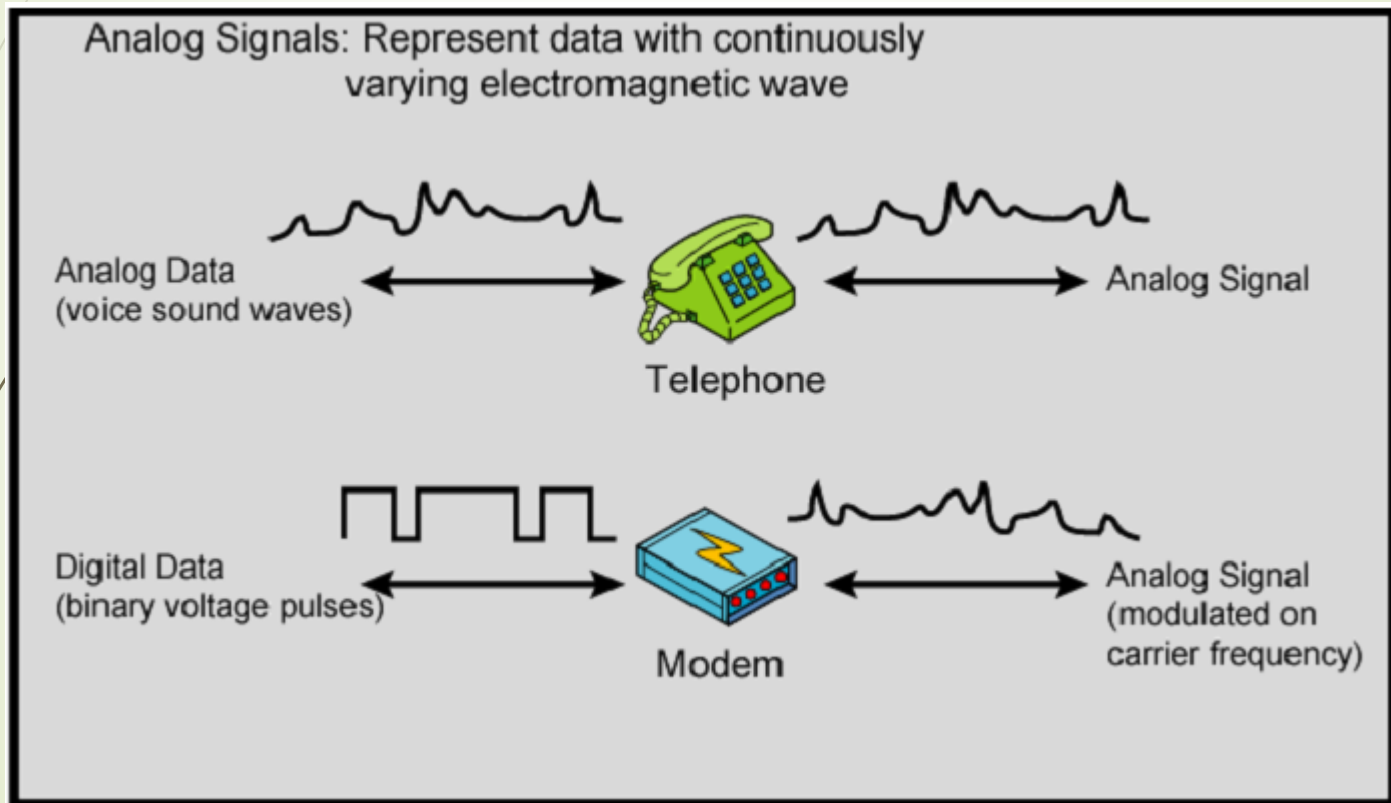 Analog Signals: Represent data with continuously
varying electromagnetic wave
Analog Data
(voice sound waves)
Analog Signal
Telephone
Digital Data
(binary voltage pulses)
Analog Signal
(modulated on
carrier frequency)
Modem